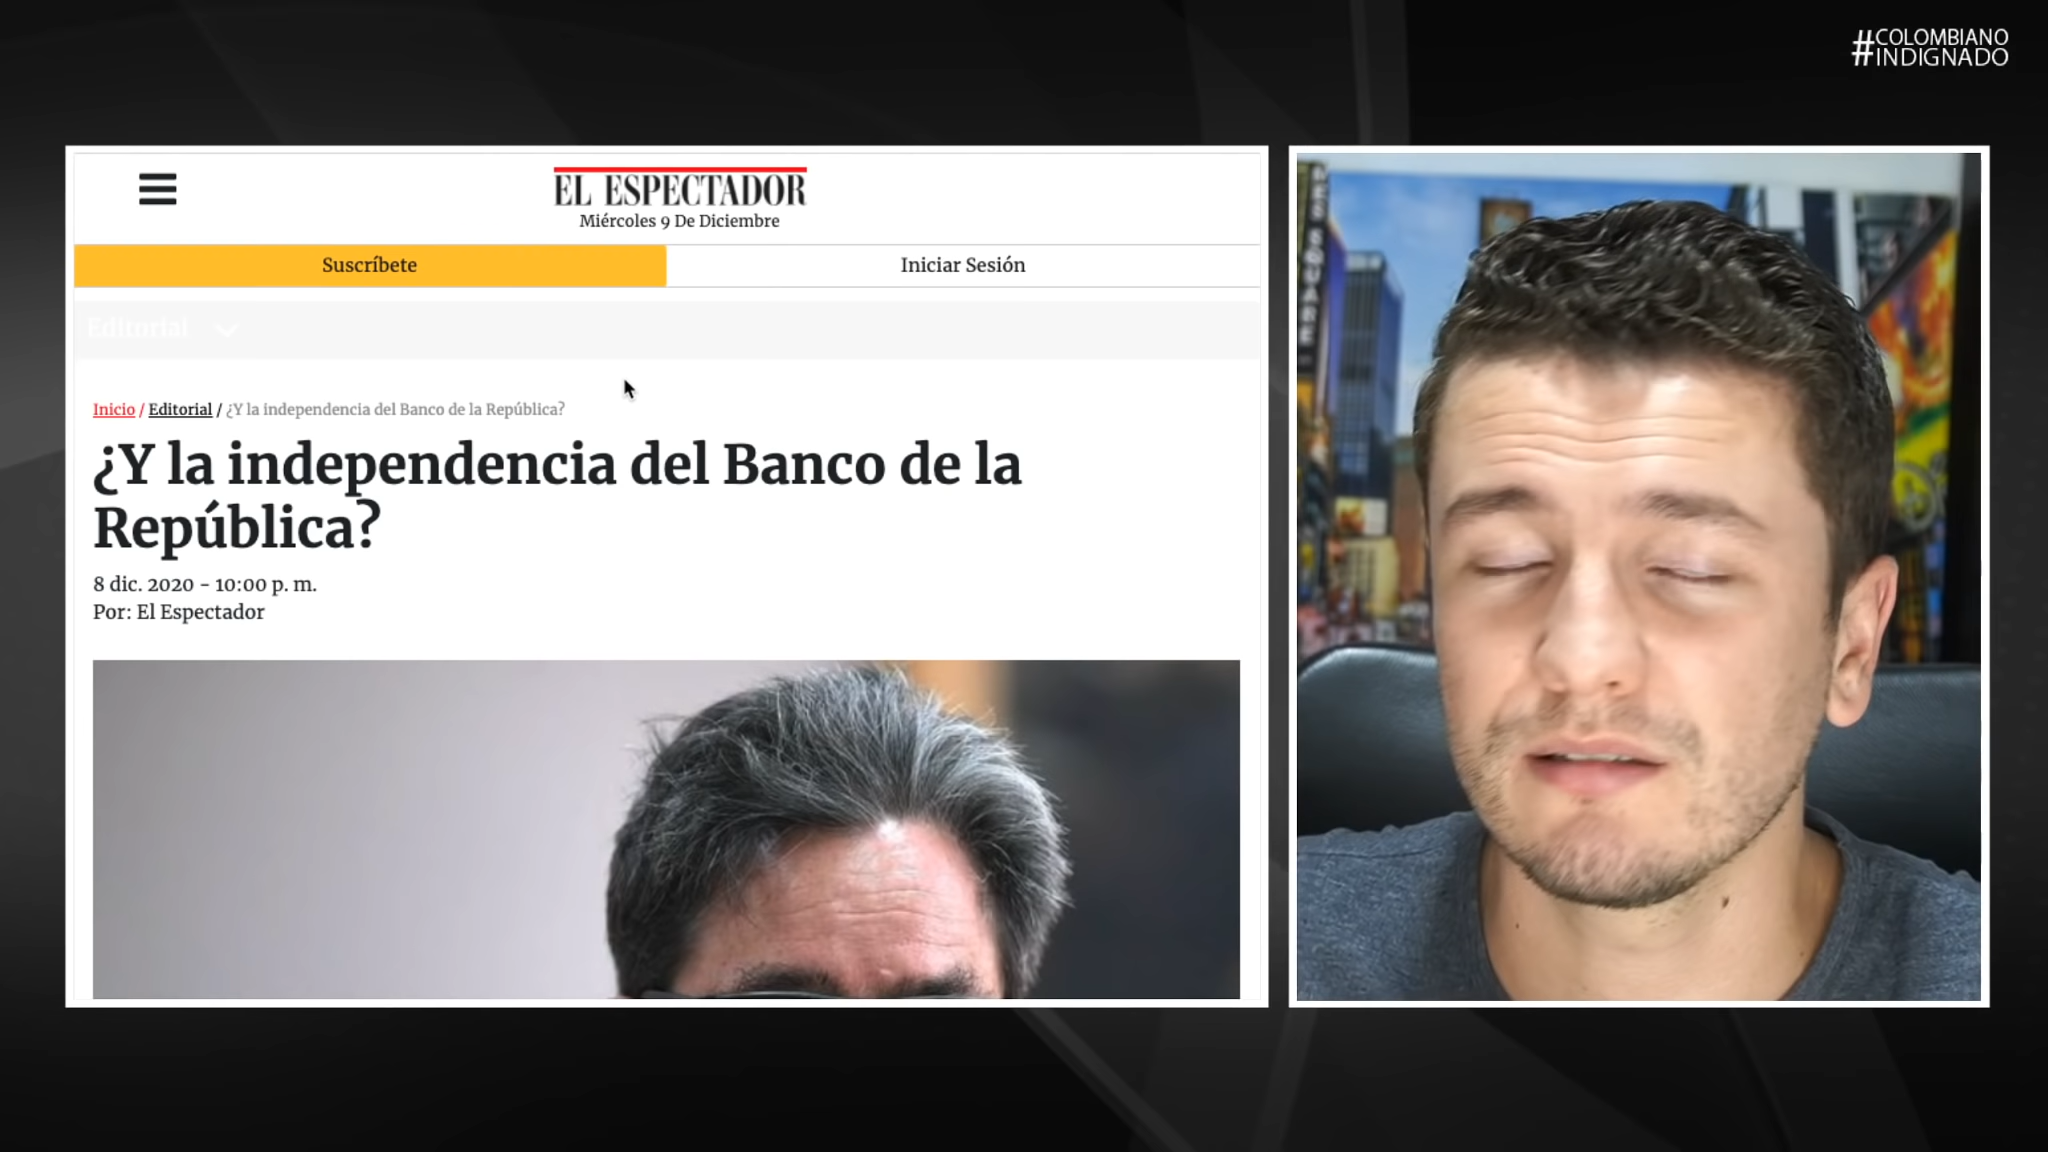 #COLOMBIANO
INDIGNADO
EL ESPECTADOR
Miércoles 9 De Diciembre
Suscríbete
Iniciar Sesión
Editorial
Inicio / Editorial / ¿Y la independencia del Banco de la República?
¿Y la independencia del Banco de la
República?
8 dic. 2020 - 10:00 p. m.
Por: El Espectador